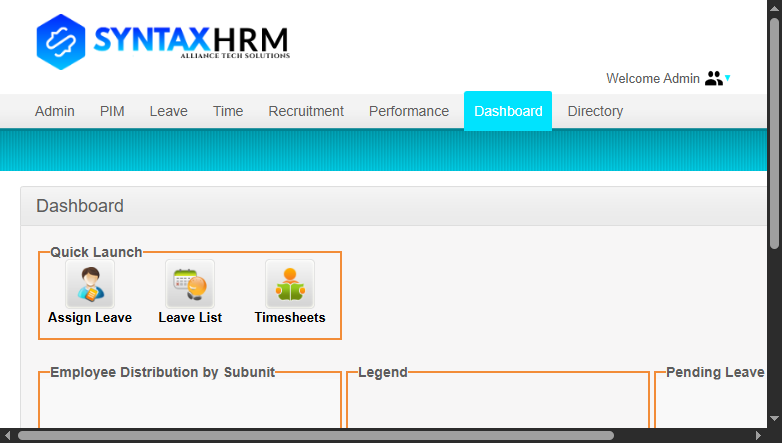 SYNTAXHRM
ALLIANCE TECH SOLUTIONS
Welcome Admin
Admin PIM Leave Time Recruitment Performance Dashboard Directory
Dashboard
Quick Launch
Assign Leave Leave List Timesheets
Employee Distribution by Subunit Legend Pending Leave